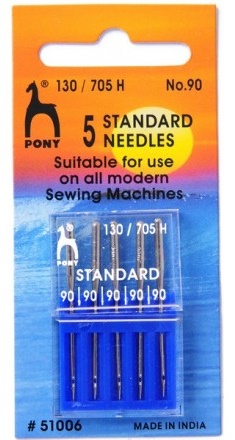 130 / 705 H No.90
PONY
5 STANDARD
NEEDLES
Suitable for use
on all modern
Sewing Machines
130 / 705 H
STANDARD
90 | 90 | 90 | 90 | 90
PONY
# 51006 MADE IN INDIA